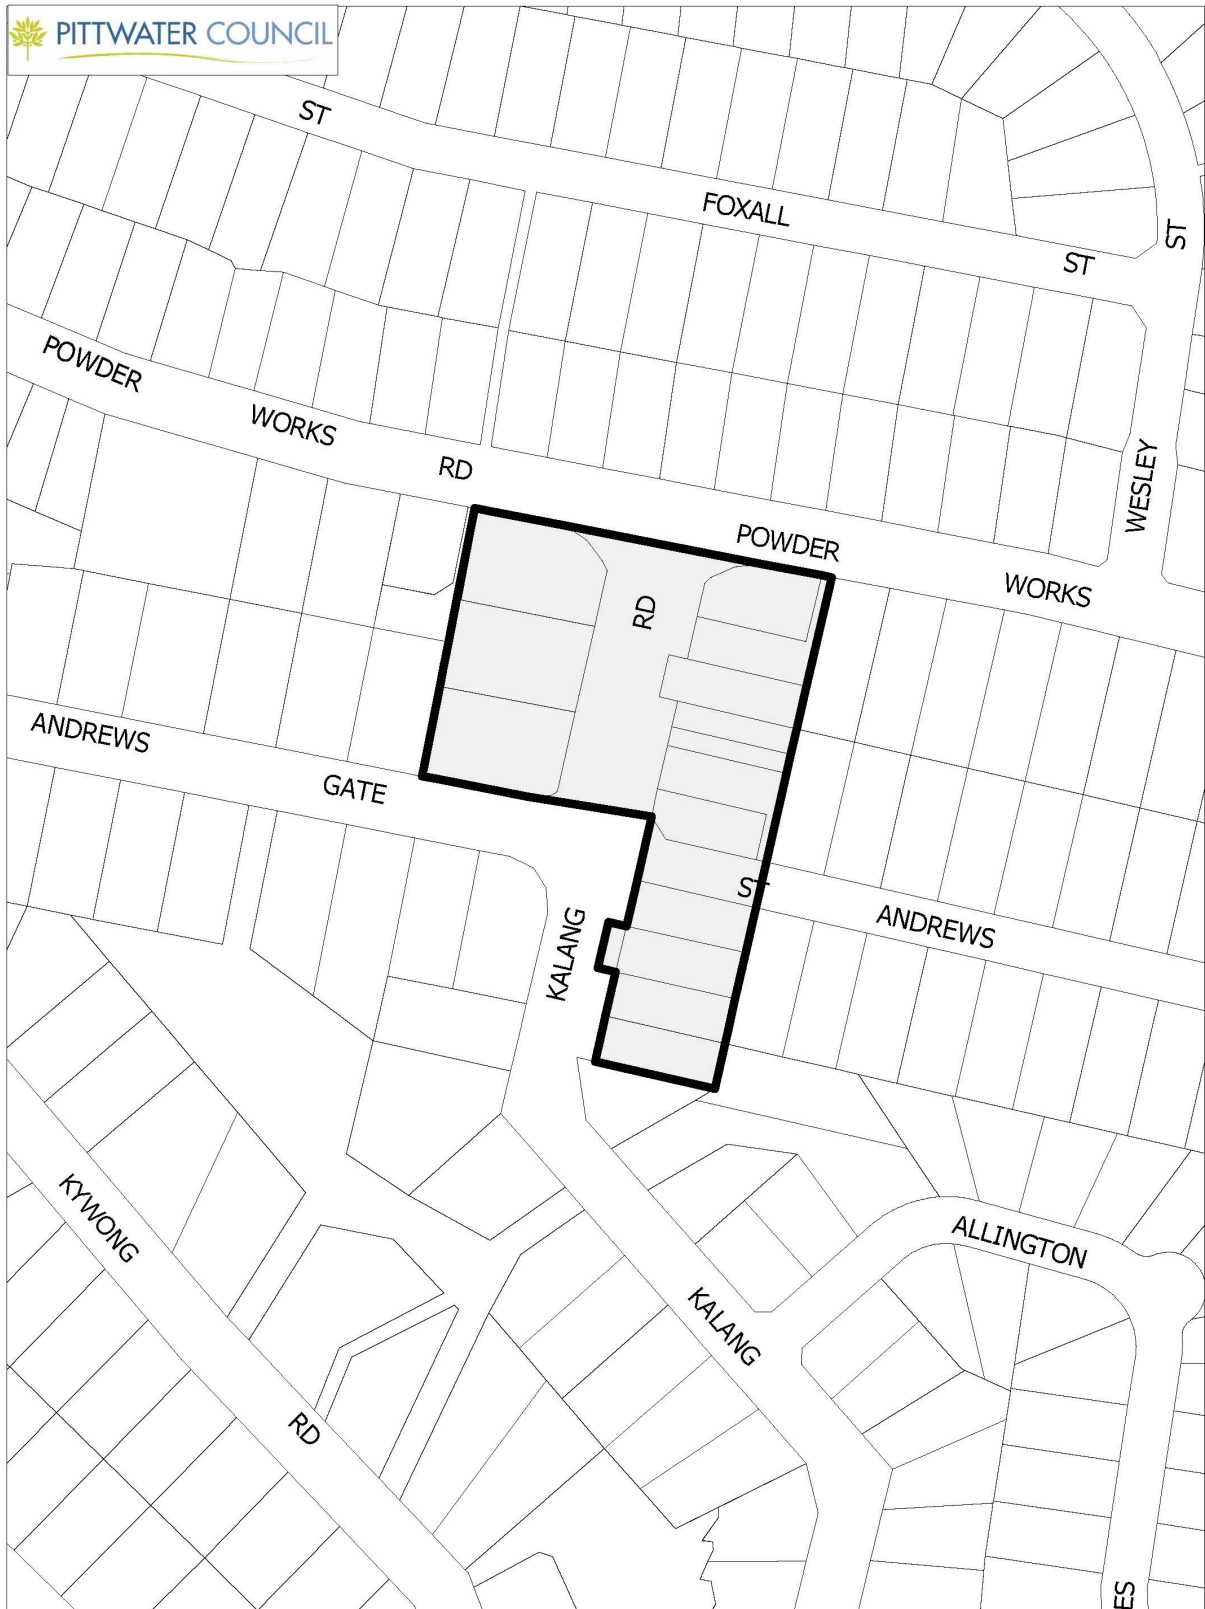 PITTWATER COUNCIL
ST
FOXALL
ST
ST
POWDER
WORKS
RD
WESLEY
POWDER
WORKS
RD
ANDREWS
GATE
ST
ANDREWS
KALANG
KYWONG
ALLINGTON
KALANG
RD
ES